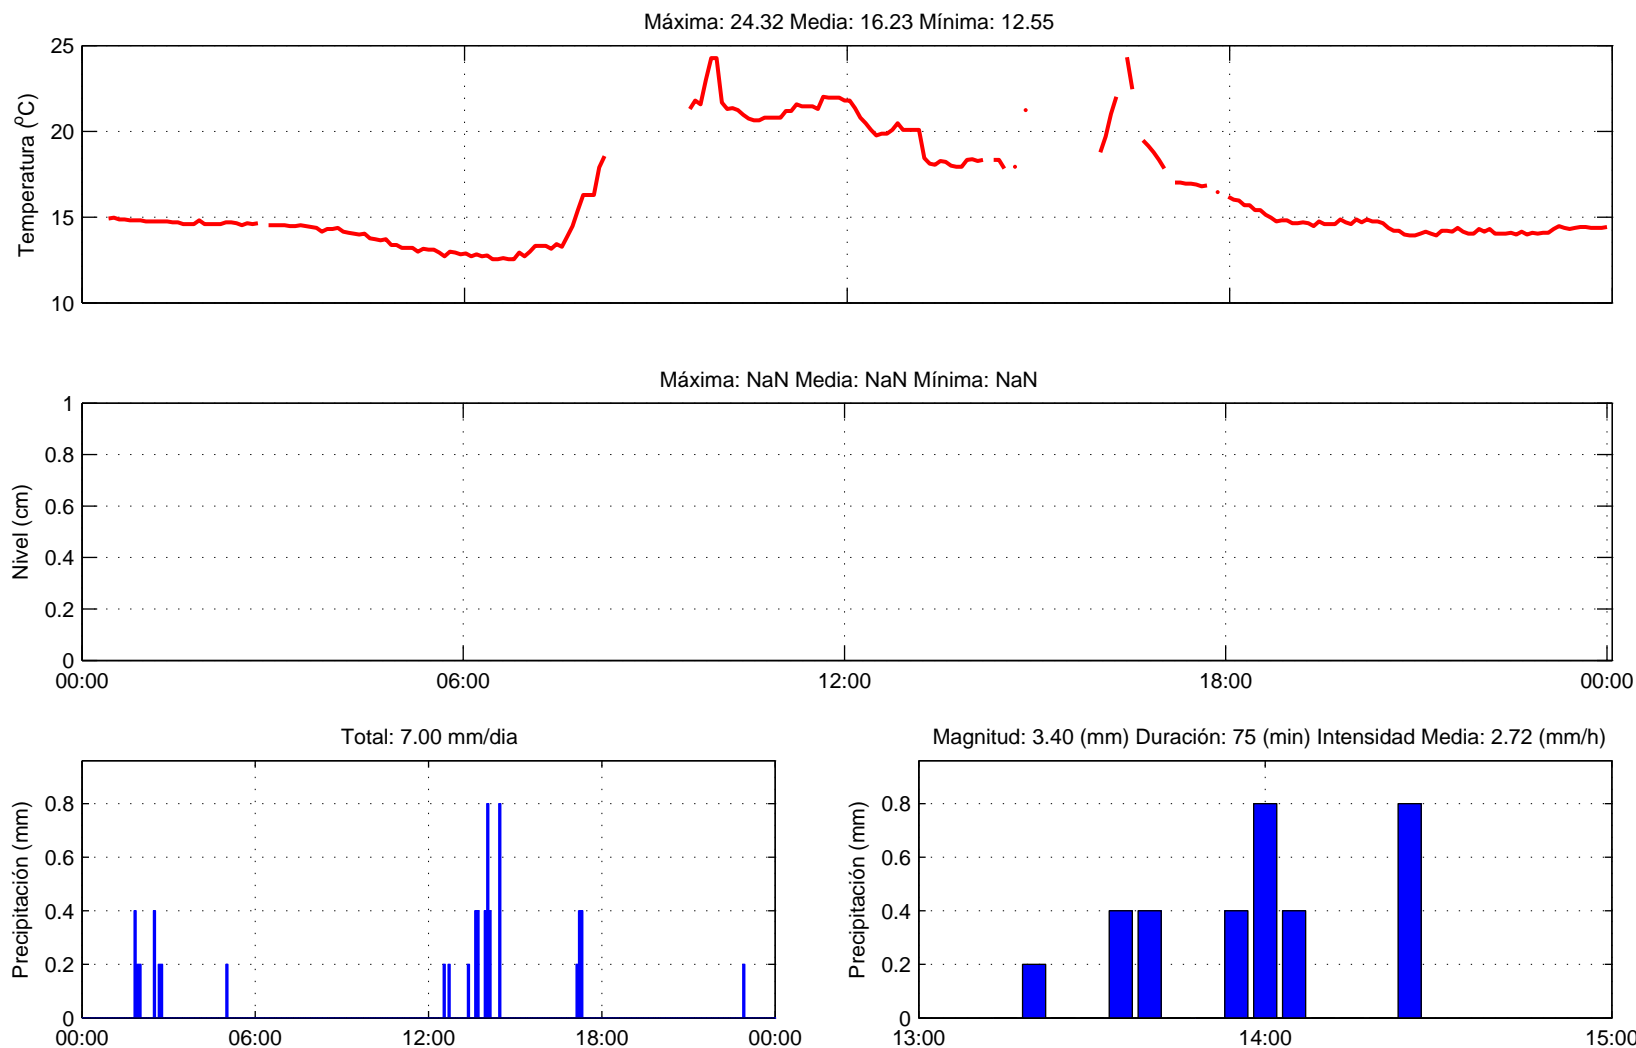 Máxima: 24.32 Media: 16.23 Mínima: 12.55
25
20
15
10
Temperatura (ºC)
Máxima: NaN Media: NaN Mínima: NaN
1
0.8
0.6
0.4
0.2
0
Nivel (cm)
00:00 06:00 12:00 18:00 00:00
Total: 7.00 mm/dia
0.8
0.6
0.4
0.2
0
Precipitación (mm)
00:00 06:00 12:00 18:00 00:00
Magnitud: 3.40 (mm) Duración: 75 (min) Intensidad Media: 2.72 (mm/h)
0.8
0.6
0.4
0.2
0
Precipitación (mm)
13:00 14:00 15:00